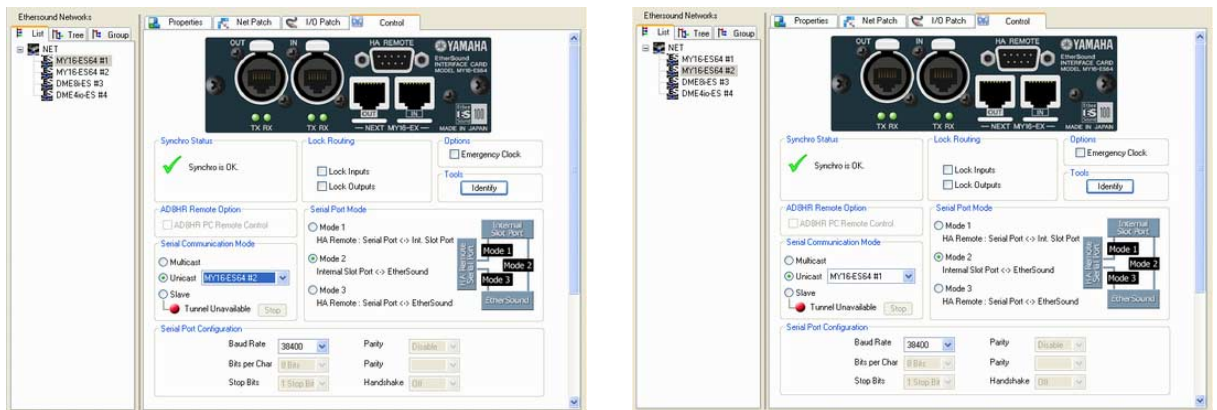 Ethersound Networks
List Tree Group
NET
MY16-ES64 #1
MY16-ES64 #2
DME8i-ES #3
DME4io-ES #4
Properties Net Patch I/O Patch Control
OUT IN HA REMOTE YAMAHA
EtherSound
INTERFACE CARD
MODEL MY16-ES64
OUT IN
TX RX TX RX NEXT MY16-EX MADE IN JAPAN
ES 100
Synchro Status
Synchro is OK.
Lock Routing
Lock Inputs
Lock Outputs
Options
Emergency Clock
Tools
Identify
AD8HR Remote Option
AD8HR PC Remote Control
Serial Communication Mode
Multicast
Unicast MY16-ES64 #2
Slave
Tunnel Unavailable Stop
Serial Port Mode
Mode 1
HA Remote : Serial Port <-> Int. Slot Port
Mode 2
Internal Slot Port <-> EtherSound
Mode 3
HA Remote : Serial Port <-> EtherSound
Internal
Slot Port
HA Remote
Serial Port
Mode 1
Mode 2
Mode 3
EtherSound
Serial Port Configuration
Baud Rate 38400 Parity Disable
Bits per Char 8 Bits Parity
Stop Bits 1 Stop Bit Handshake Off
Ethersound Networks
List Tree Group
NET
MY16-ES64 #1
MY16-ES64 #2
DME8i-ES #3
DME4io-ES #4
Properties Net Patch I/O Patch Control
OUT IN HA REMOTE YAMAHA
EtherSound
INTERFACE CARD
MODEL MY16-ES64
OUT IN
TX RX TX RX NEXT MY16-EX MADE IN JAPAN
ES 100
Synchro Status
Synchro is OK.
Lock Routing
Lock Inputs
Lock Outputs
Options
Emergency Clock
Tools
Identify
AD8HR Remote Option
AD8HR PC Remote Control
Serial Communication Mode
Multicast
Unicast MY16-ES64 #1
Slave
Tunnel Unavailable Stop
Serial Port Mode
Mode 1
HA Remote : Serial Port <-> Int. Slot Port
Mode 2
Internal Slot Port <-> EtherSound
Mode 3
HA Remote : Serial Port <-> EtherSound
Internal
Slot Port
HA Remote
Serial Port
Mode 1
Mode 2
Mode 3
EtherSound
Serial Port Configuration
Baud Rate 38400 Parity Disable
Bits per Char 8 Bits Parity
Stop Bits 1 Stop Bit Handshake Off